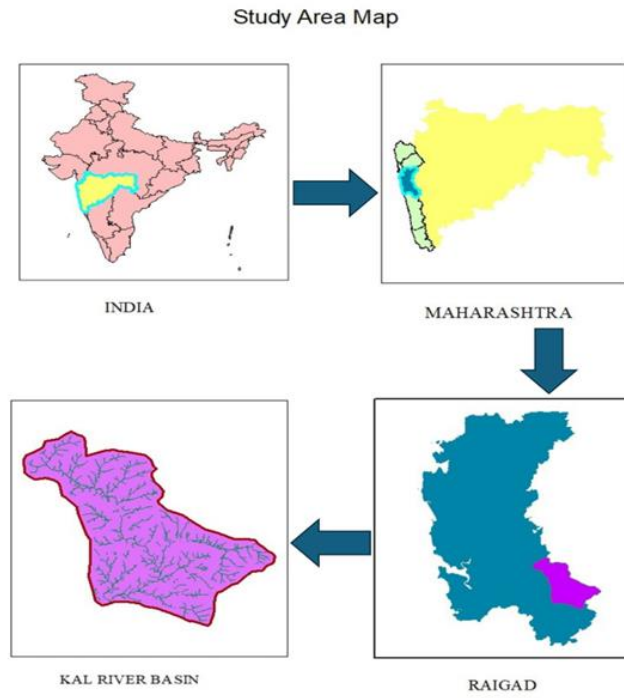 Study Area Map
INDIA
MAHARASHTRA
KAL RIVER BASIN
RAIGAD